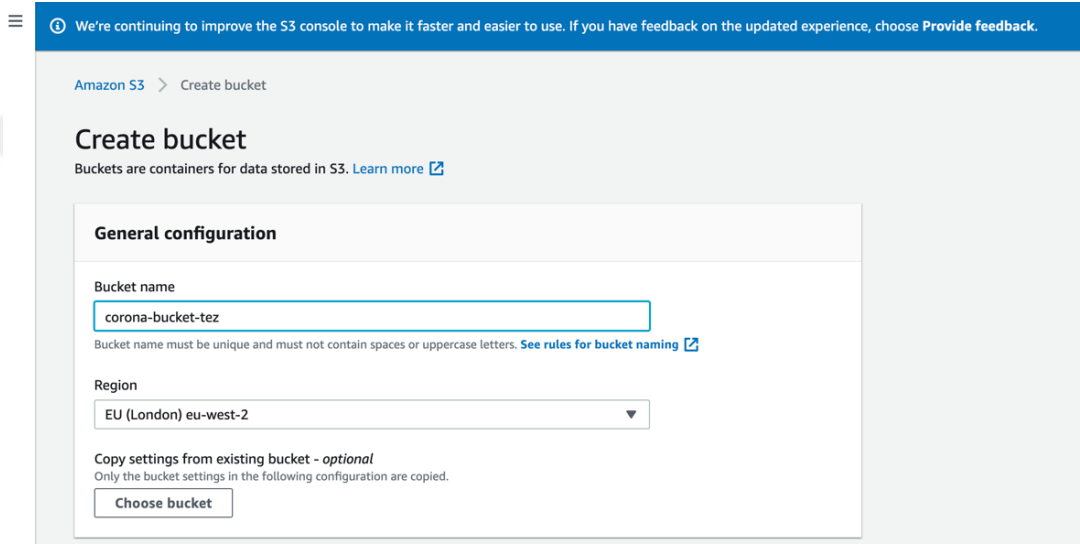 We're continuing to improve the S3 console to make it faster and easier to use. If you have feedback on the updated experience, choose Provide feedback.
Amazon S3 > Create bucket
Create bucket
Buckets are containers for data stored in S3. Learn more
General configuration
Bucket name
corona-bucket-tez
Bucket name must be unique and must not contain spaces or uppercase letters. See rules for bucket naming
Region
EU (London) eu-west-2
Copy settings from existing bucket - optional
Only the bucket settings in the following configuration are copied.
Choose bucket